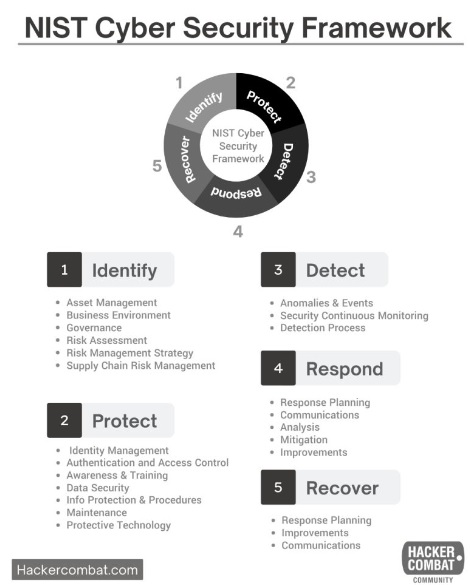 NIST Cyber Security Framework
1
2
3
4
5
Identify
Protect
Detect
Respond
Recover
NIST Cyber
Security
Framework
1 Identify
Asset Management
Business Environment
Governance
Risk Assessment
Risk Management Strategy
Supply Chain Risk Management
2 Protect
Identity Management
Authentication and Access Control
Awareness & Training
Data Security
Info Protection & Procedures
Maintenance
Protective Technology
3 Detect
Anomalies & Events
Security Continuous Monitoring
Detection Process
4 Respond
Response Planning
Communications
Analysis
Mitigation
Improvements
5 Recover
Response Planning
Improvements
Communications
Hackercombat.com
HACKER
COMBAT
COMMUNITY